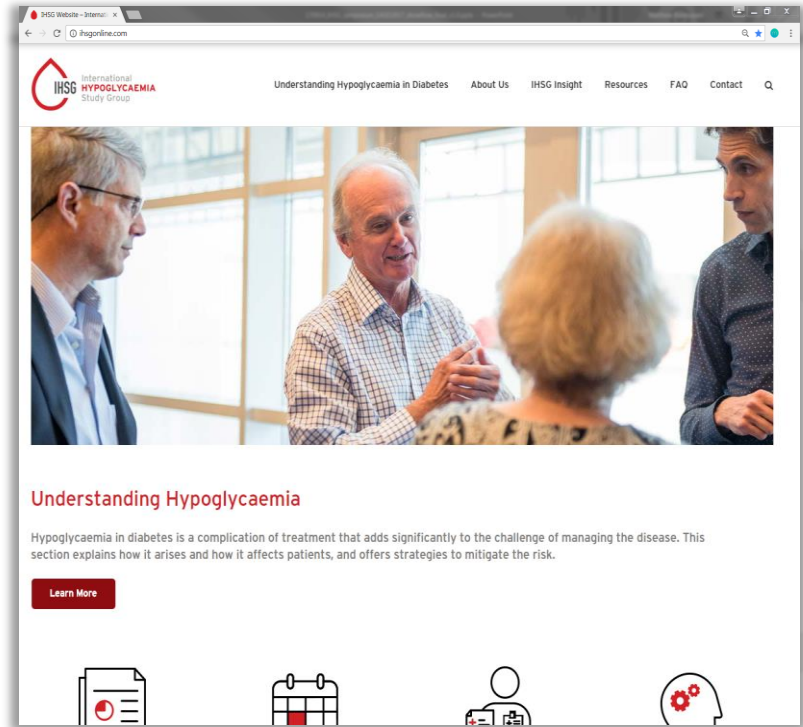 IHSG Website – Internati
ihsgonline.com
IHSG
International
HYPOGLYCAEMIA
Study Group
Understanding Hypoglycaemia in Diabetes About Us IHSG Insight Resources FAQ Contact
Understanding Hypoglycaemia
Hypoglycaemia in diabetes is a complication of treatment that adds significantly to the challenge of managing the disease. This
section explains how it arises and how it affects patients, and offers strategies to mitigate the risk.
Learn More